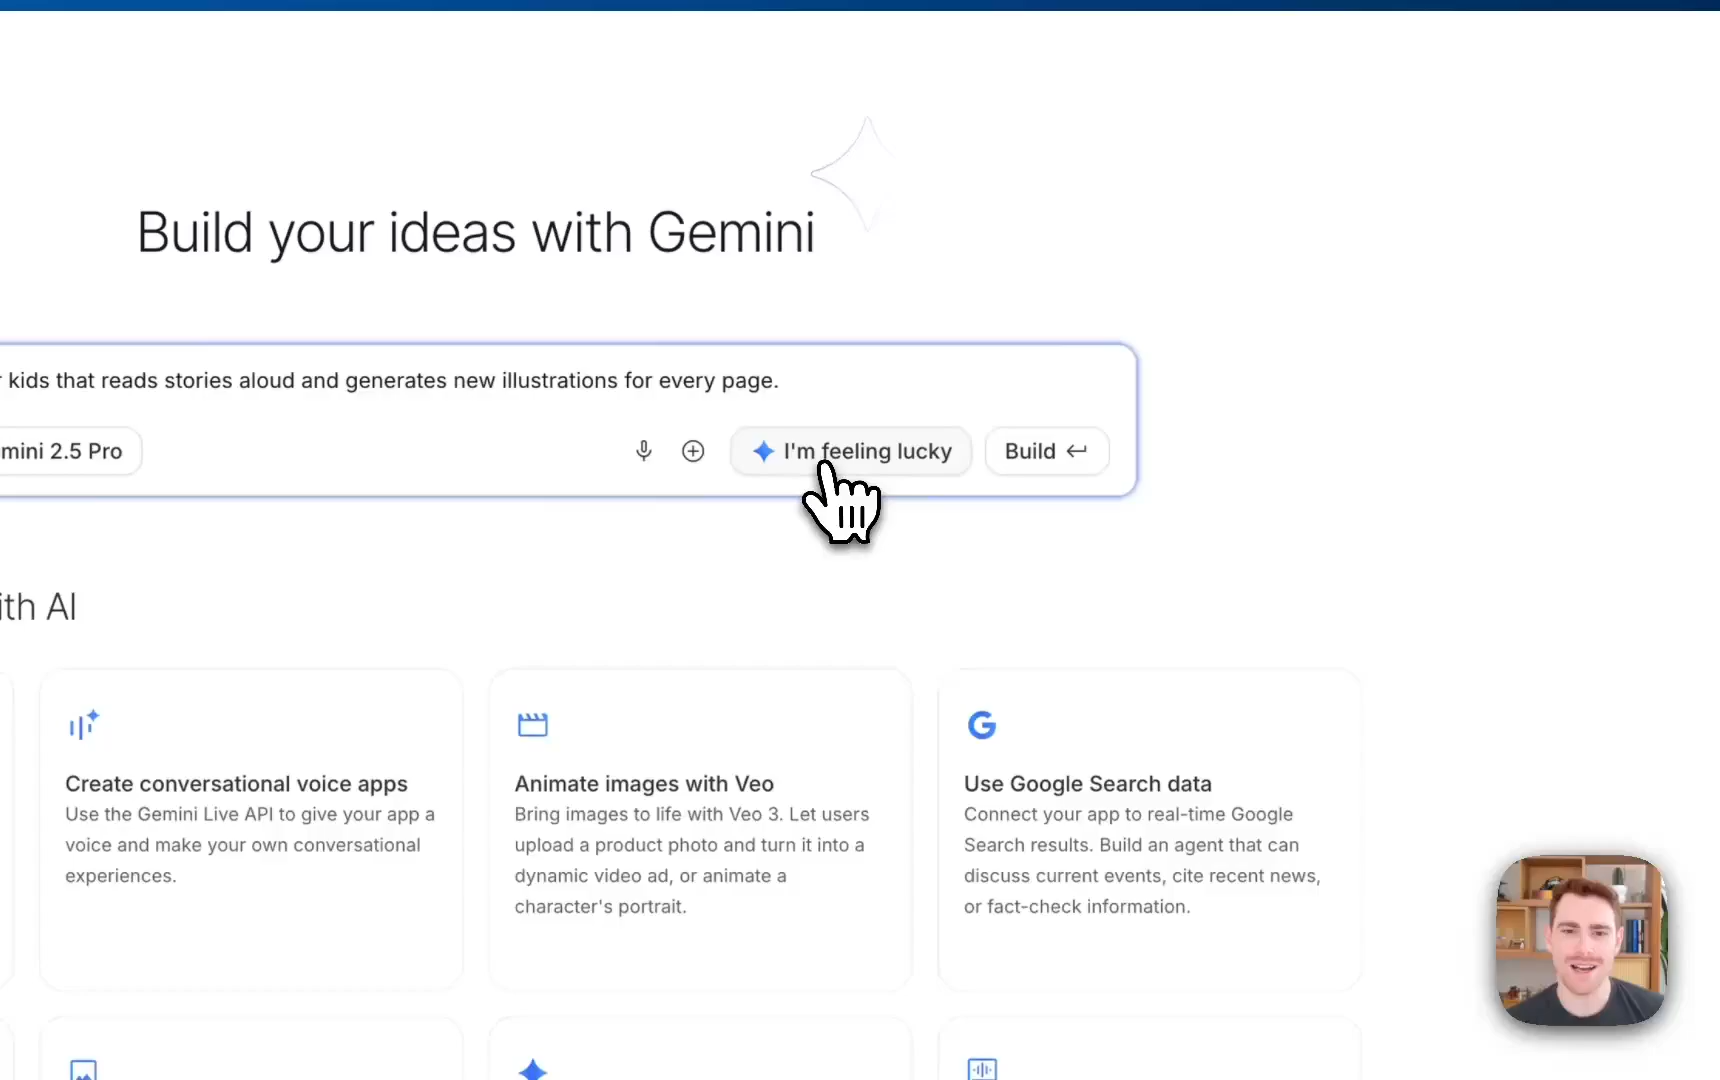 Build your ideas with Gemini
kids that reads stories aloud and generates new illustrations for every page.
mini 2.5 Pro
I'm feeling lucky
Build
ith AI
Create conversational voice apps
Use the Gemini Live API to give your app a
voice and make your own conversational
experiences.
Animate images with Veo
Bring images to life with Veo 3. Let users
upload a product photo and turn it into a
dynamic video ad, or animate a
character's portrait.
Use Google Search data
Connect your app to real-time Google
Search results. Build an agent that can
discuss current events, cite recent news,
or fact-check information.